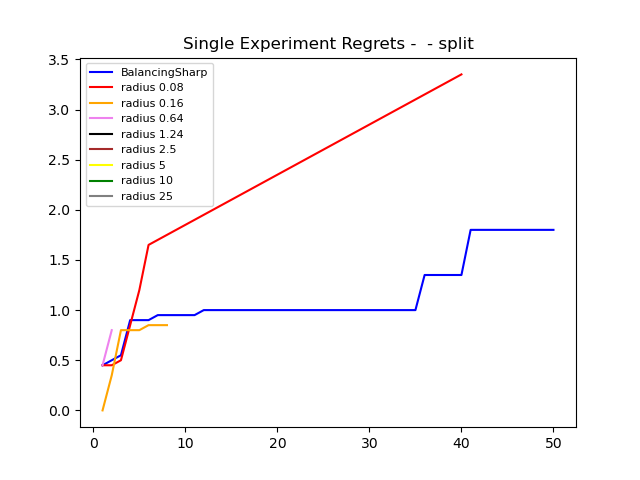 Single Experiment Regrets -  - split
3.5
3.0
2.5
2.0
1.5
1.0
0.5
0.0
BalancingSharp
radius 0.08
radius 0.16
radius 0.64
radius 1.24
radius 2.5
radius 5
radius 10
radius 25
0 10 20 30 40 50